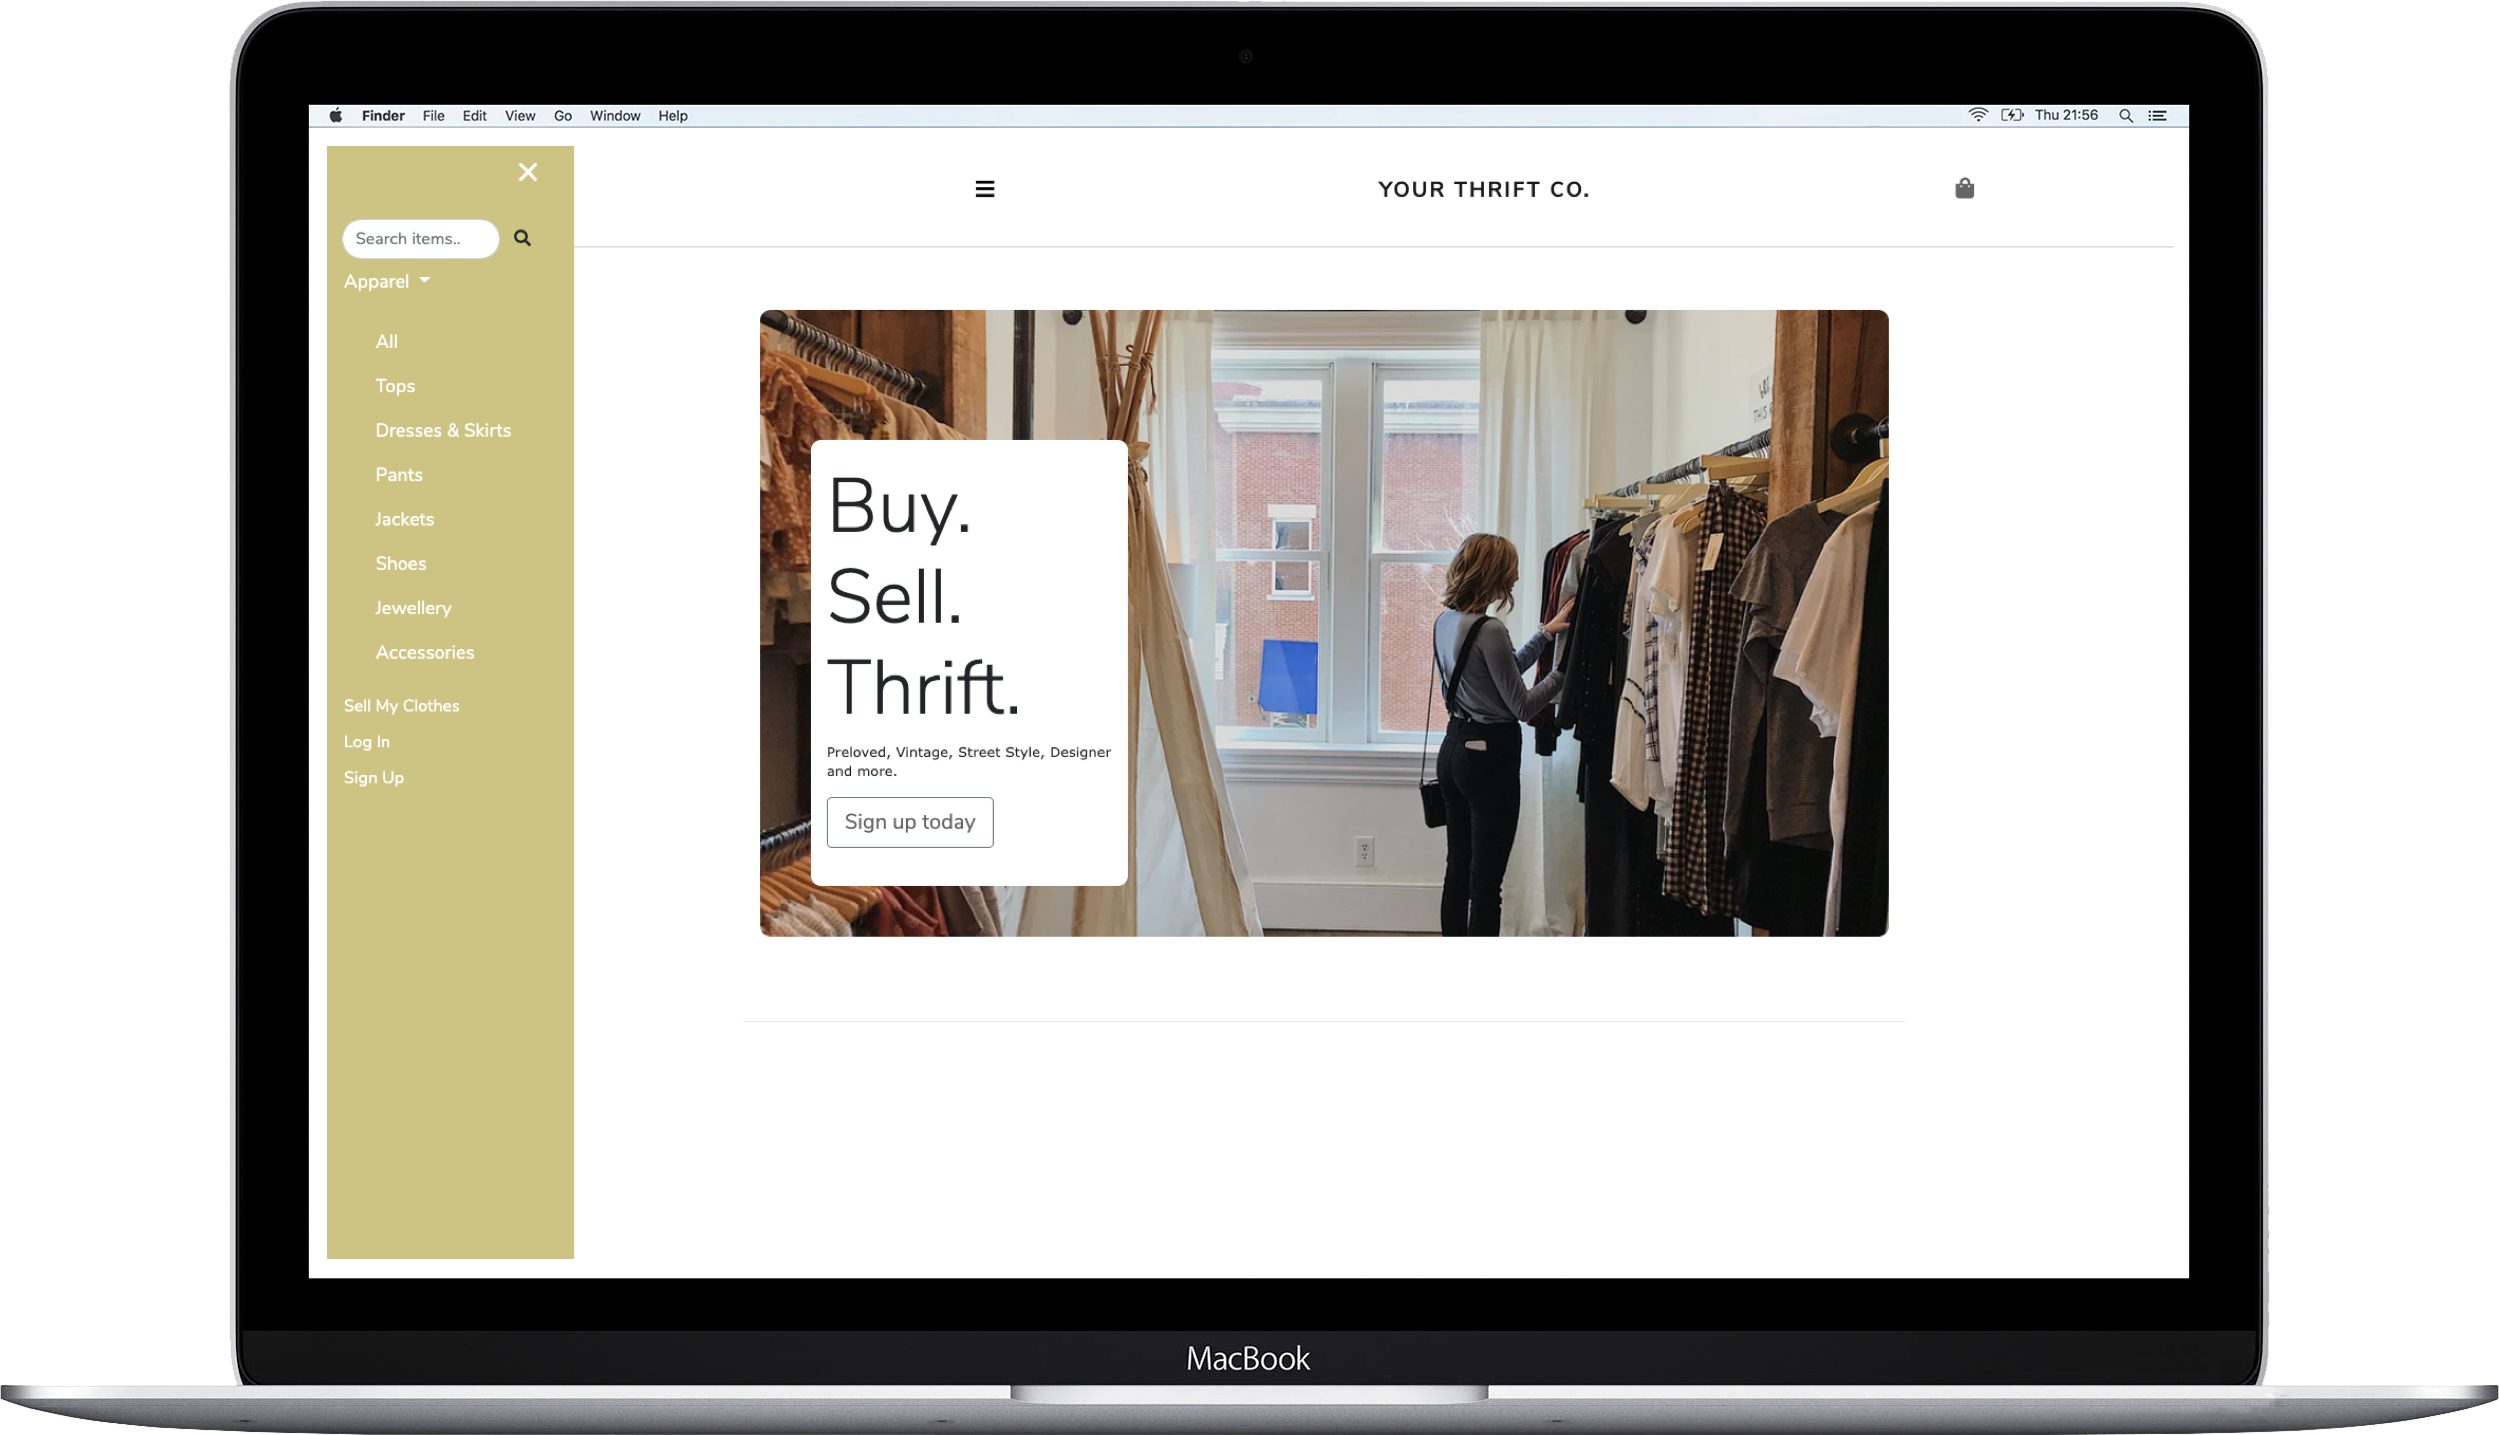 Finder File Edit View Go Window Help Thu 21:56
YOUR THRIFT CO.
Search items..
Apparel
All
Tops
Dresses & Skirts
Pants
Jackets
Shoes
Jewellery
Accessories
Sell My Clothes
Log In
Sign Up
Buy.
Sell.
Thrift.
Preloved, Vintage, Street Style, Designer
and more.
Sign up today
MacBook